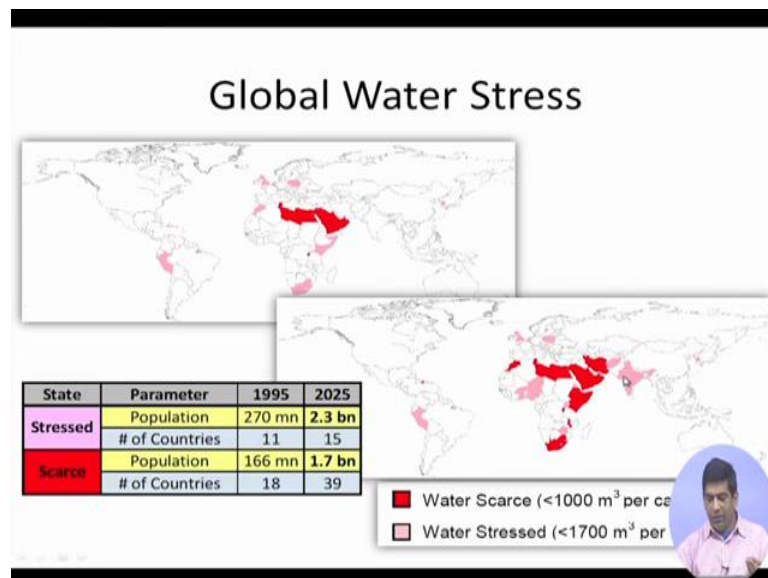 Global Water Stress
State Parameter 1995 2025
Stressed Population 270 mn 2.3 bn
# of Countries 11 15
Scarce Population 166 mn 1.7 bn
# of Countries 18 39
Water Scarce (<1000 m³ per ca
Water Stressed (<1700 m³ per